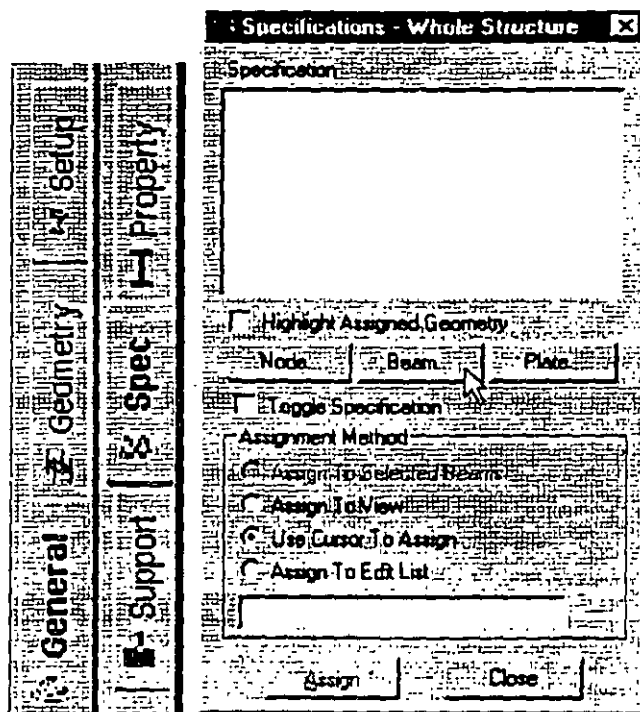 Setup
Geometry
General
Property
Spec
Support
Specifications - Whole Structure
Specification
Highlight Assigned Geometry
Node... Beam... Plate...
Toggle Specification
Assignment Method
Assign To Selected Beams
Assign To View
Use Cursor To Assign
Assign To Edit List
Assign Close